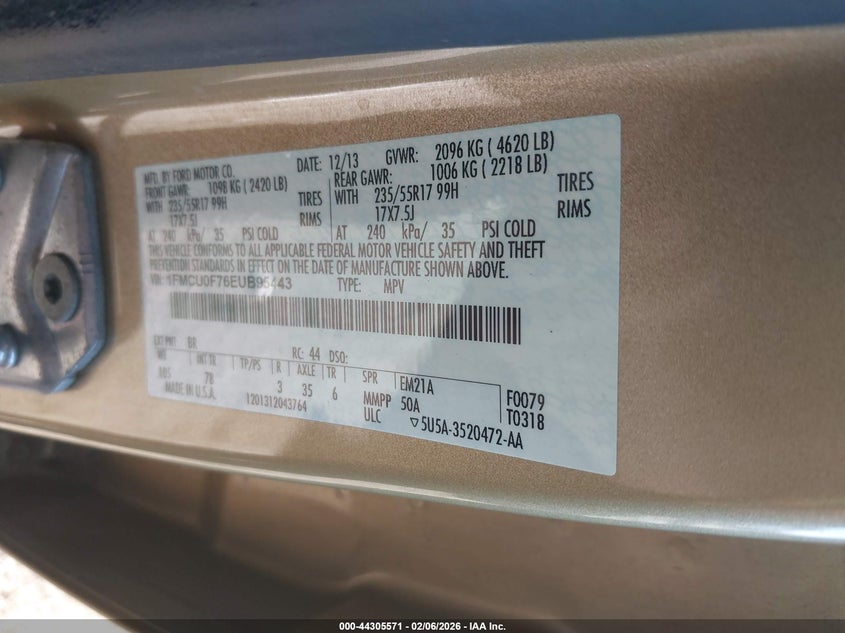 MFD. BY FORD MOTOR CO.
DATE: 12/13 GVWR: 2096 KG ( 4620 LB)
FRONT GAWR: 1098 KG ( 2420 LB) REAR GAWR: 1006 KG ( 2218 LB)
WITH 235/55R17 99H TIRES WITH 235/55R17 99H TIRES
17X7.5J RIMS 17X7.5J RIMS
AT 240 kPa/ 35 PSI COLD AT 240 kPa/ 35 PSI COLD
THIS VEHICLE CONFORMS TO ALL APPLICABLE FEDERAL MOTOR VEHICLE SAFETY AND THEFT
PREVENTION STANDARDS IN EFFECT ON THE DATE OF MANUFACTURE SHOWN ABOVE.
VIN: 1FMCU0F76EUB95443 TYPE: MPV
EXT PNT: BR RC: 44 DSO:
WB INT TR TP/PS R AXLE TR SPR EM21A F0079
105 7B 3 35 6 MMPP 50A T0318
MADE IN U.S.A. 1201312043764 ULC ▽5U5A-3520472-AA
000-44305571 | 02/06/2026 - IAA Inc.